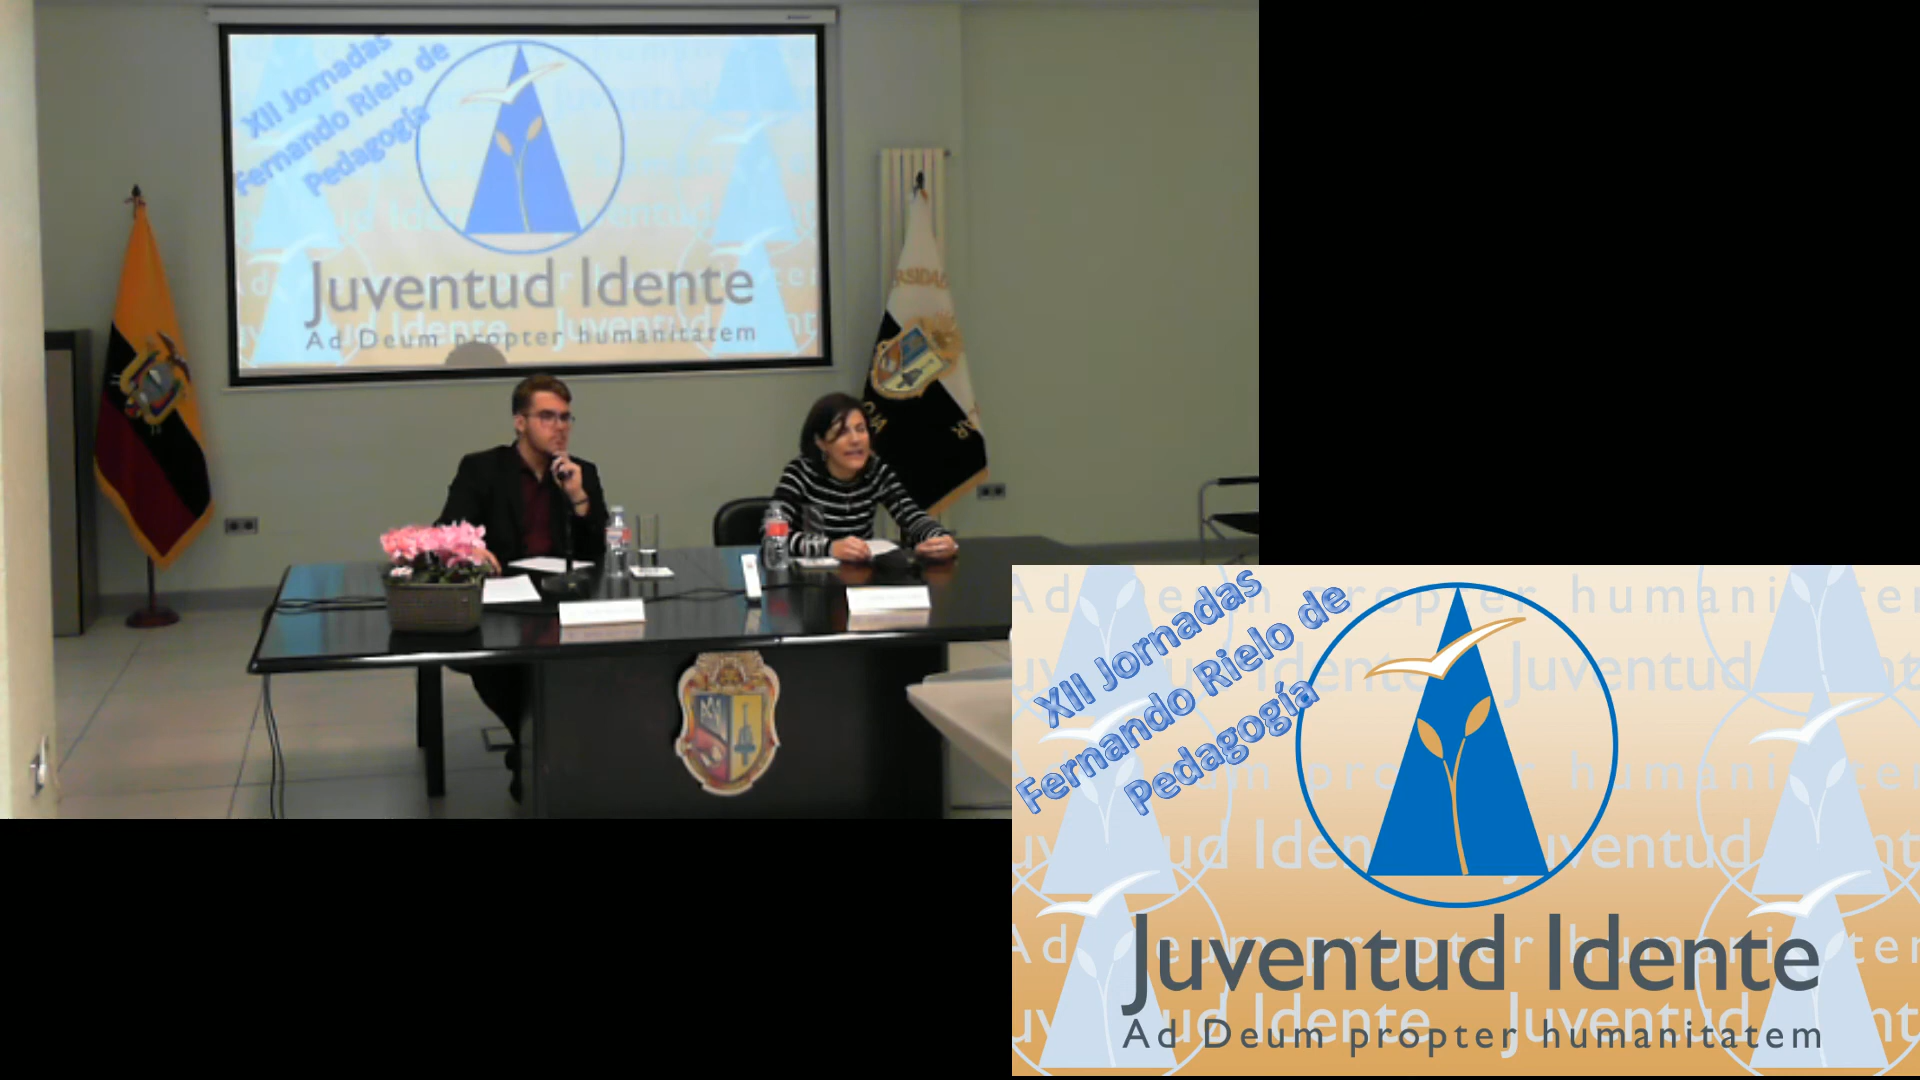 XII Jornadas
Fernando Rielo de
Pedagogía
Juventud Idente
Ad Deum propter humanitatem
XII Jornadas
Fernando Rielo de
Pedagogía
Juventud Idente
Ad Deum propter humanitatem